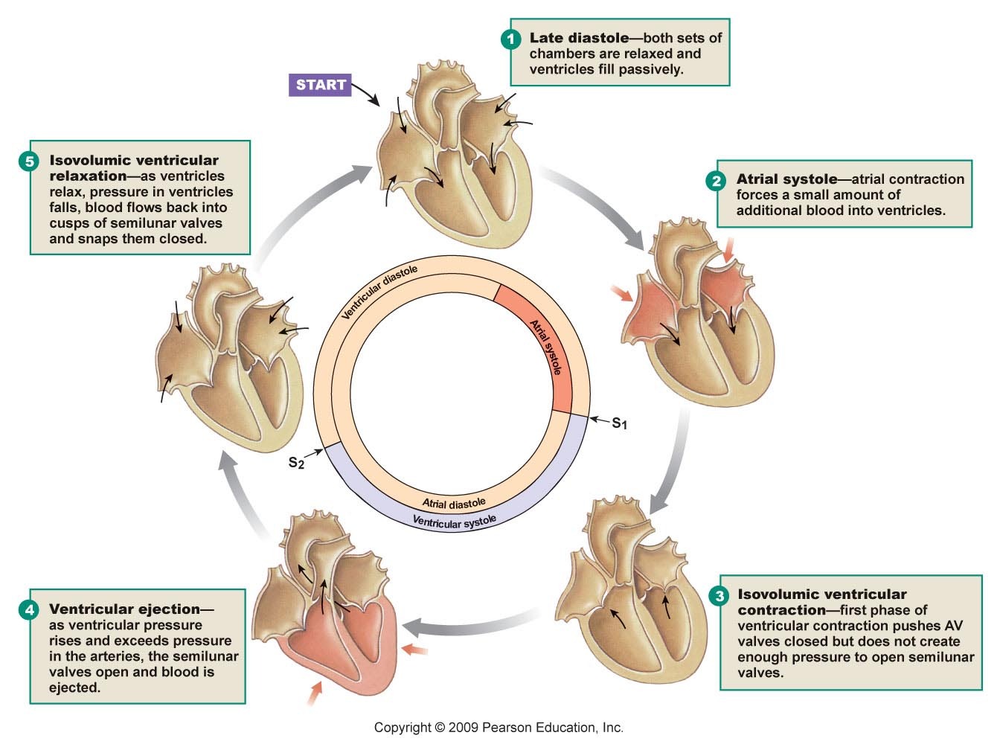 START
1 Late diastole—both sets of
chambers are relaxed and
ventricles fill passively.
2 Atrial systole—atrial contraction
forces a small amount of
additional blood into ventricles.
3 Isovolumic ventricular
contraction—first phase of
ventricular contraction pushes AV
valves closed but does not create
enough pressure to open semilunar
valves.
4 Ventricular ejection—
as ventricular pressure
rises and exceeds pressure
in the arteries, the semilunar
valves open and blood is
ejected.
5 Isovolumic ventricular
relaxation—as ventricles
relax, pressure in ventricles
falls, blood flows back into
cusps of semilunar valves
and snaps them closed.
Ventricular diastole
Atrial systole
S1
S2
Atrial diastole
Ventricular systole
Copyright © 2009 Pearson Education, Inc.